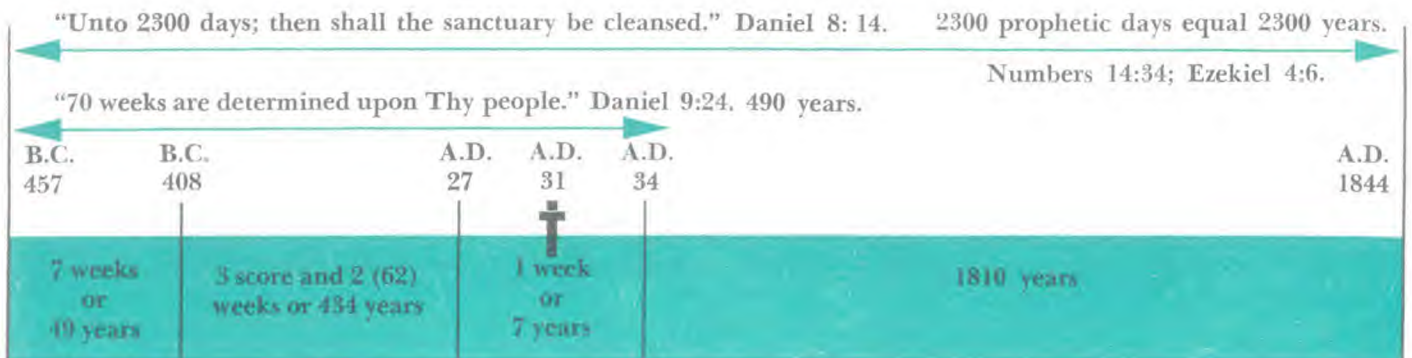 “Unto 2300 days; then shall the sanctuary be cleansed.” Daniel 8: 14. 2300 prophetic days equal 2300 years.
Numbers 14:34; Ezekiel 4:6.
“70 weeks are determined upon Thy people.” Daniel 9:24. 490 years.
B.C. B.C. A.D. A.D. A.D. A.D.
457 408 27 31 34 1844
7 weeks
or
49 years
3 score and 2 (62)
weeks or 434 years
1 week
or
7 years
1810 years